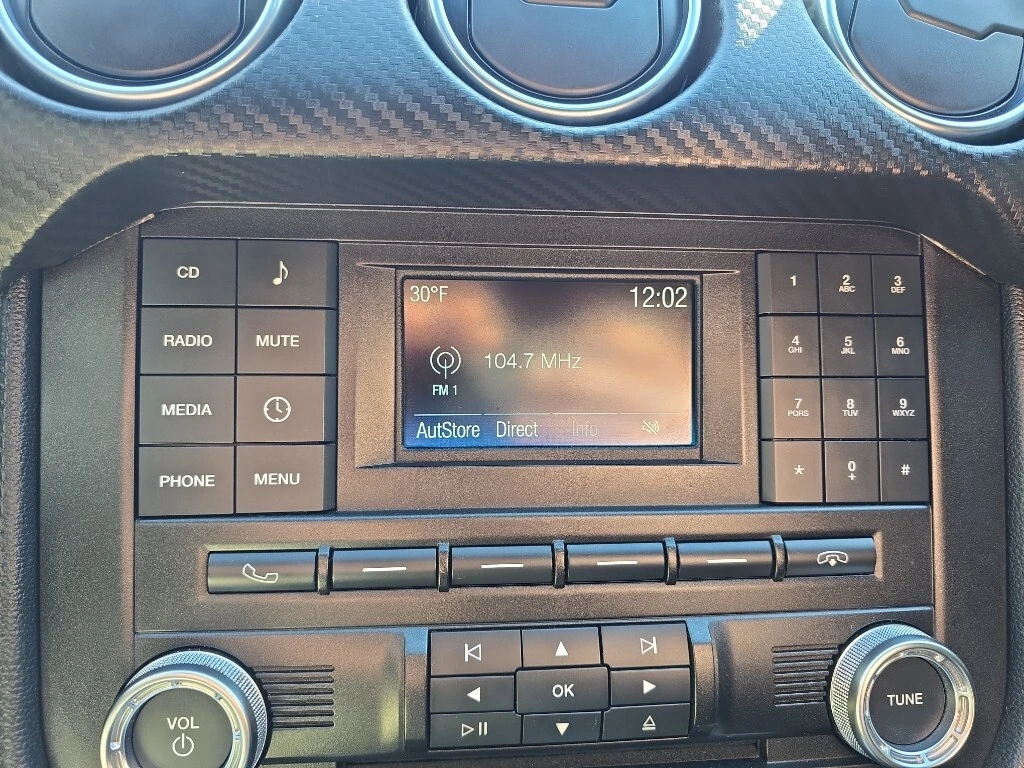 CD
RADIO MUTE
MEDIA
PHONE MENU
30°F 12:02
104.7 MHz
FM 1
AutStore Direct Info
1 2 3
ABC DEF
4 5 6
GHI JKL MNO
7 8 9
PQRS TUV WXYZ
* 0 #
+
OK
VOL
TUNE